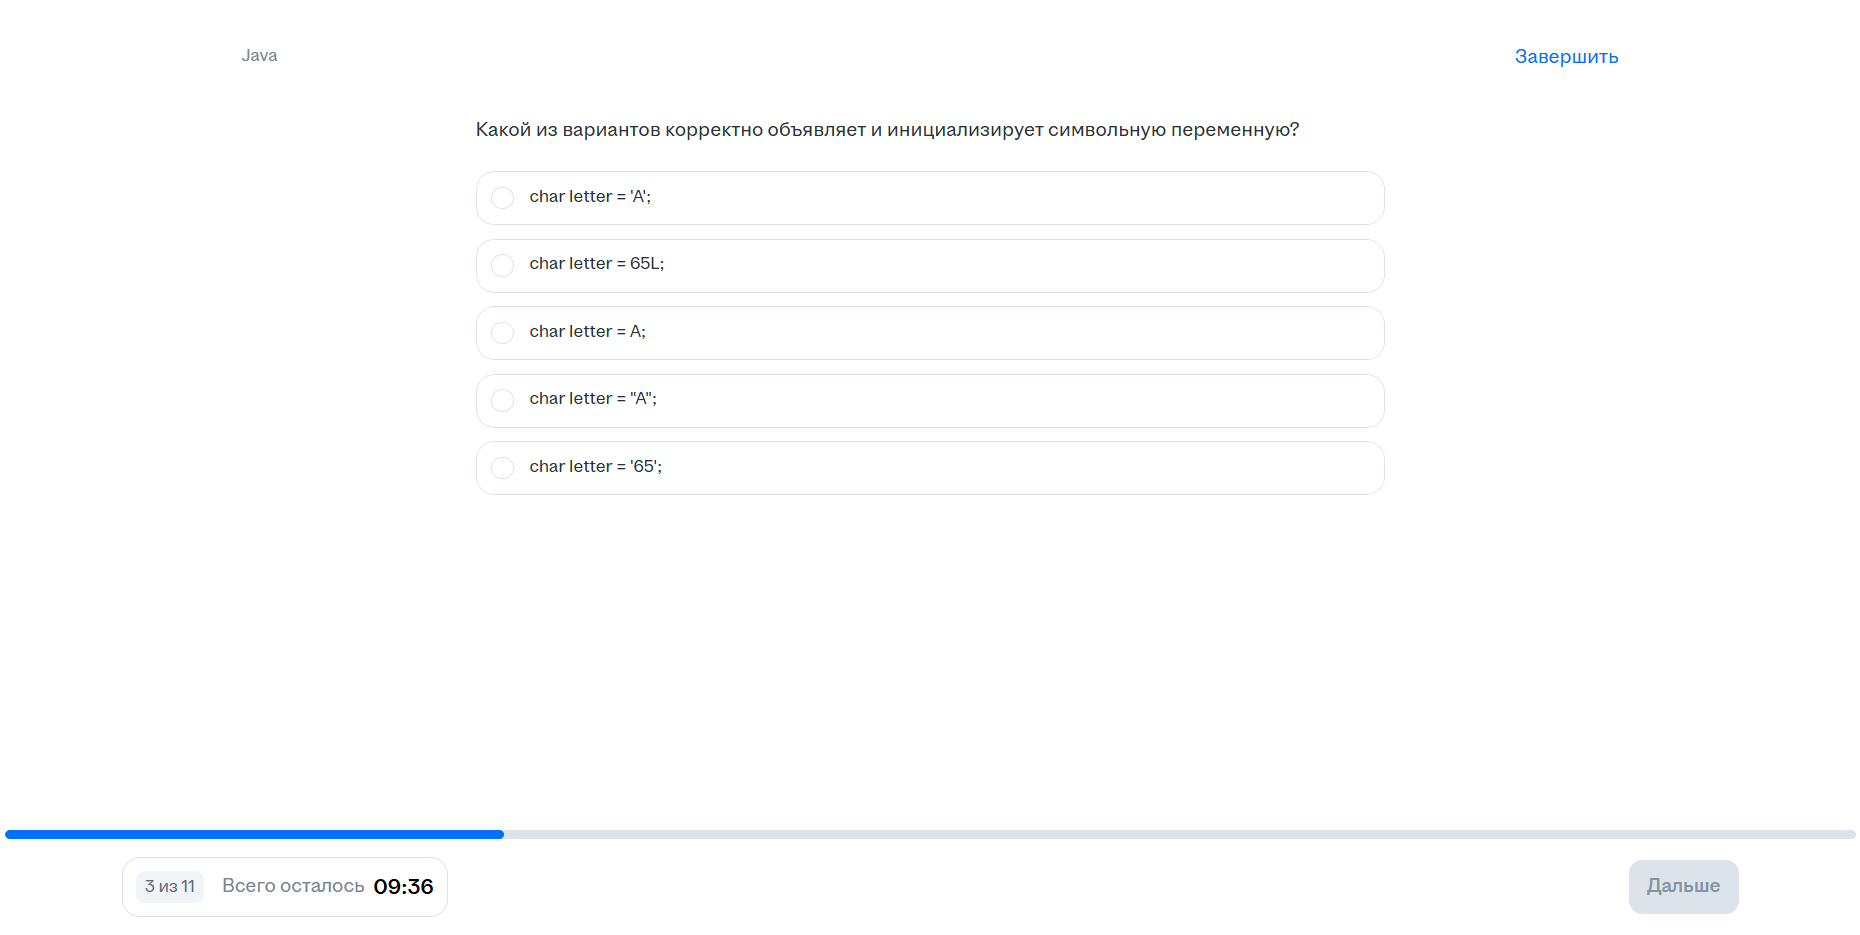 Java
Завершить
Какой из вариантов корректно объявляет и инициализирует символьную переменную?
char letter = 'A';
char letter = 65L;
char letter = A;
char letter = "A";
char letter = '65';
3 из 11
Всего осталось 09:36
Дальше